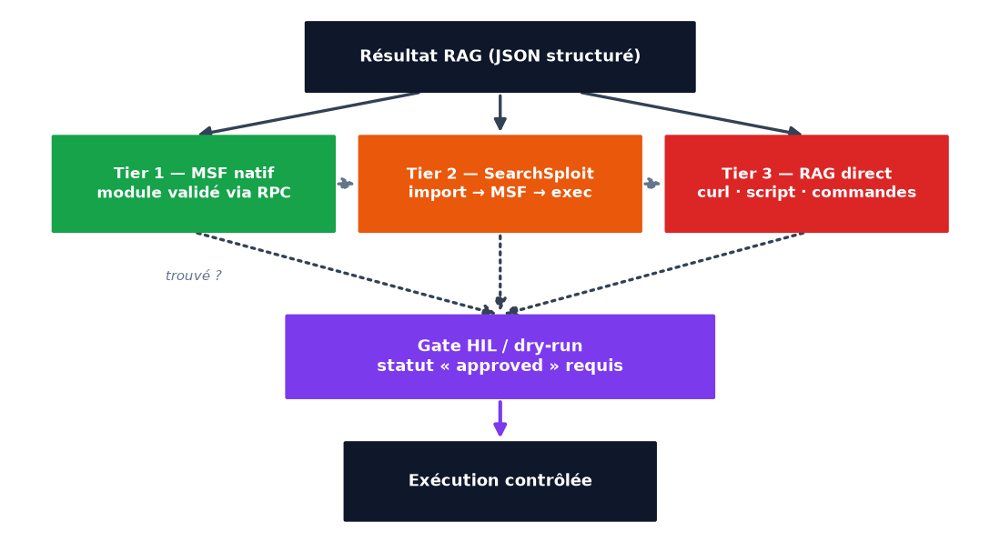 Résultat RAG (JSON structuré)
Tier 1 — MSF natif
module validé via RPC
Tier 2 — SearchSploit
import → MSF → exec
Tier 3 — RAG direct
curl · script · commandes
trouvé ?
Gate HIL / dry-run
statut « approved » requis
Exécution contrôlée